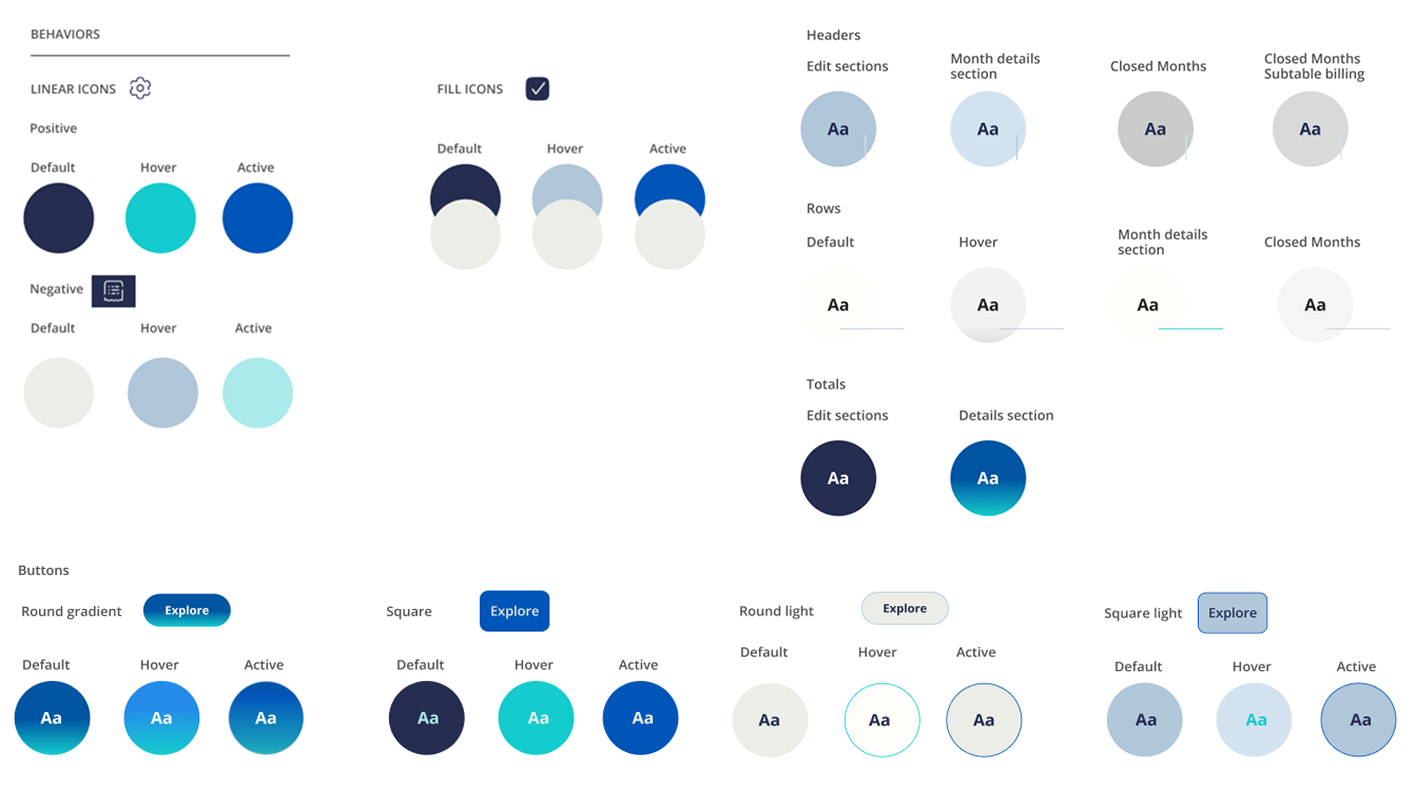 BEHAVIORS
LINEAR ICONS
Positive
Default Hover Active
Negative
Default Hover Active
FILL ICONS
Default Hover Active
Headers
Edit sections
Month details
section
Closed Months
Closed Months
Subtable billing
Aa Aa Aa Aa
Rows
Default
Hover
Month details
section
Closed Months
Aa Aa Aa Aa
Totals
Edit sections Details section
Aa Aa
Buttons
Round gradient Explore
Default Hover Active
Aa Aa Aa
Square Explore
Default Hover Active
Aa Aa Aa
Round light Explore
Default Hover Active
Aa Aa Aa
Square light Explore
Default Hover Active
Aa Aa Aa